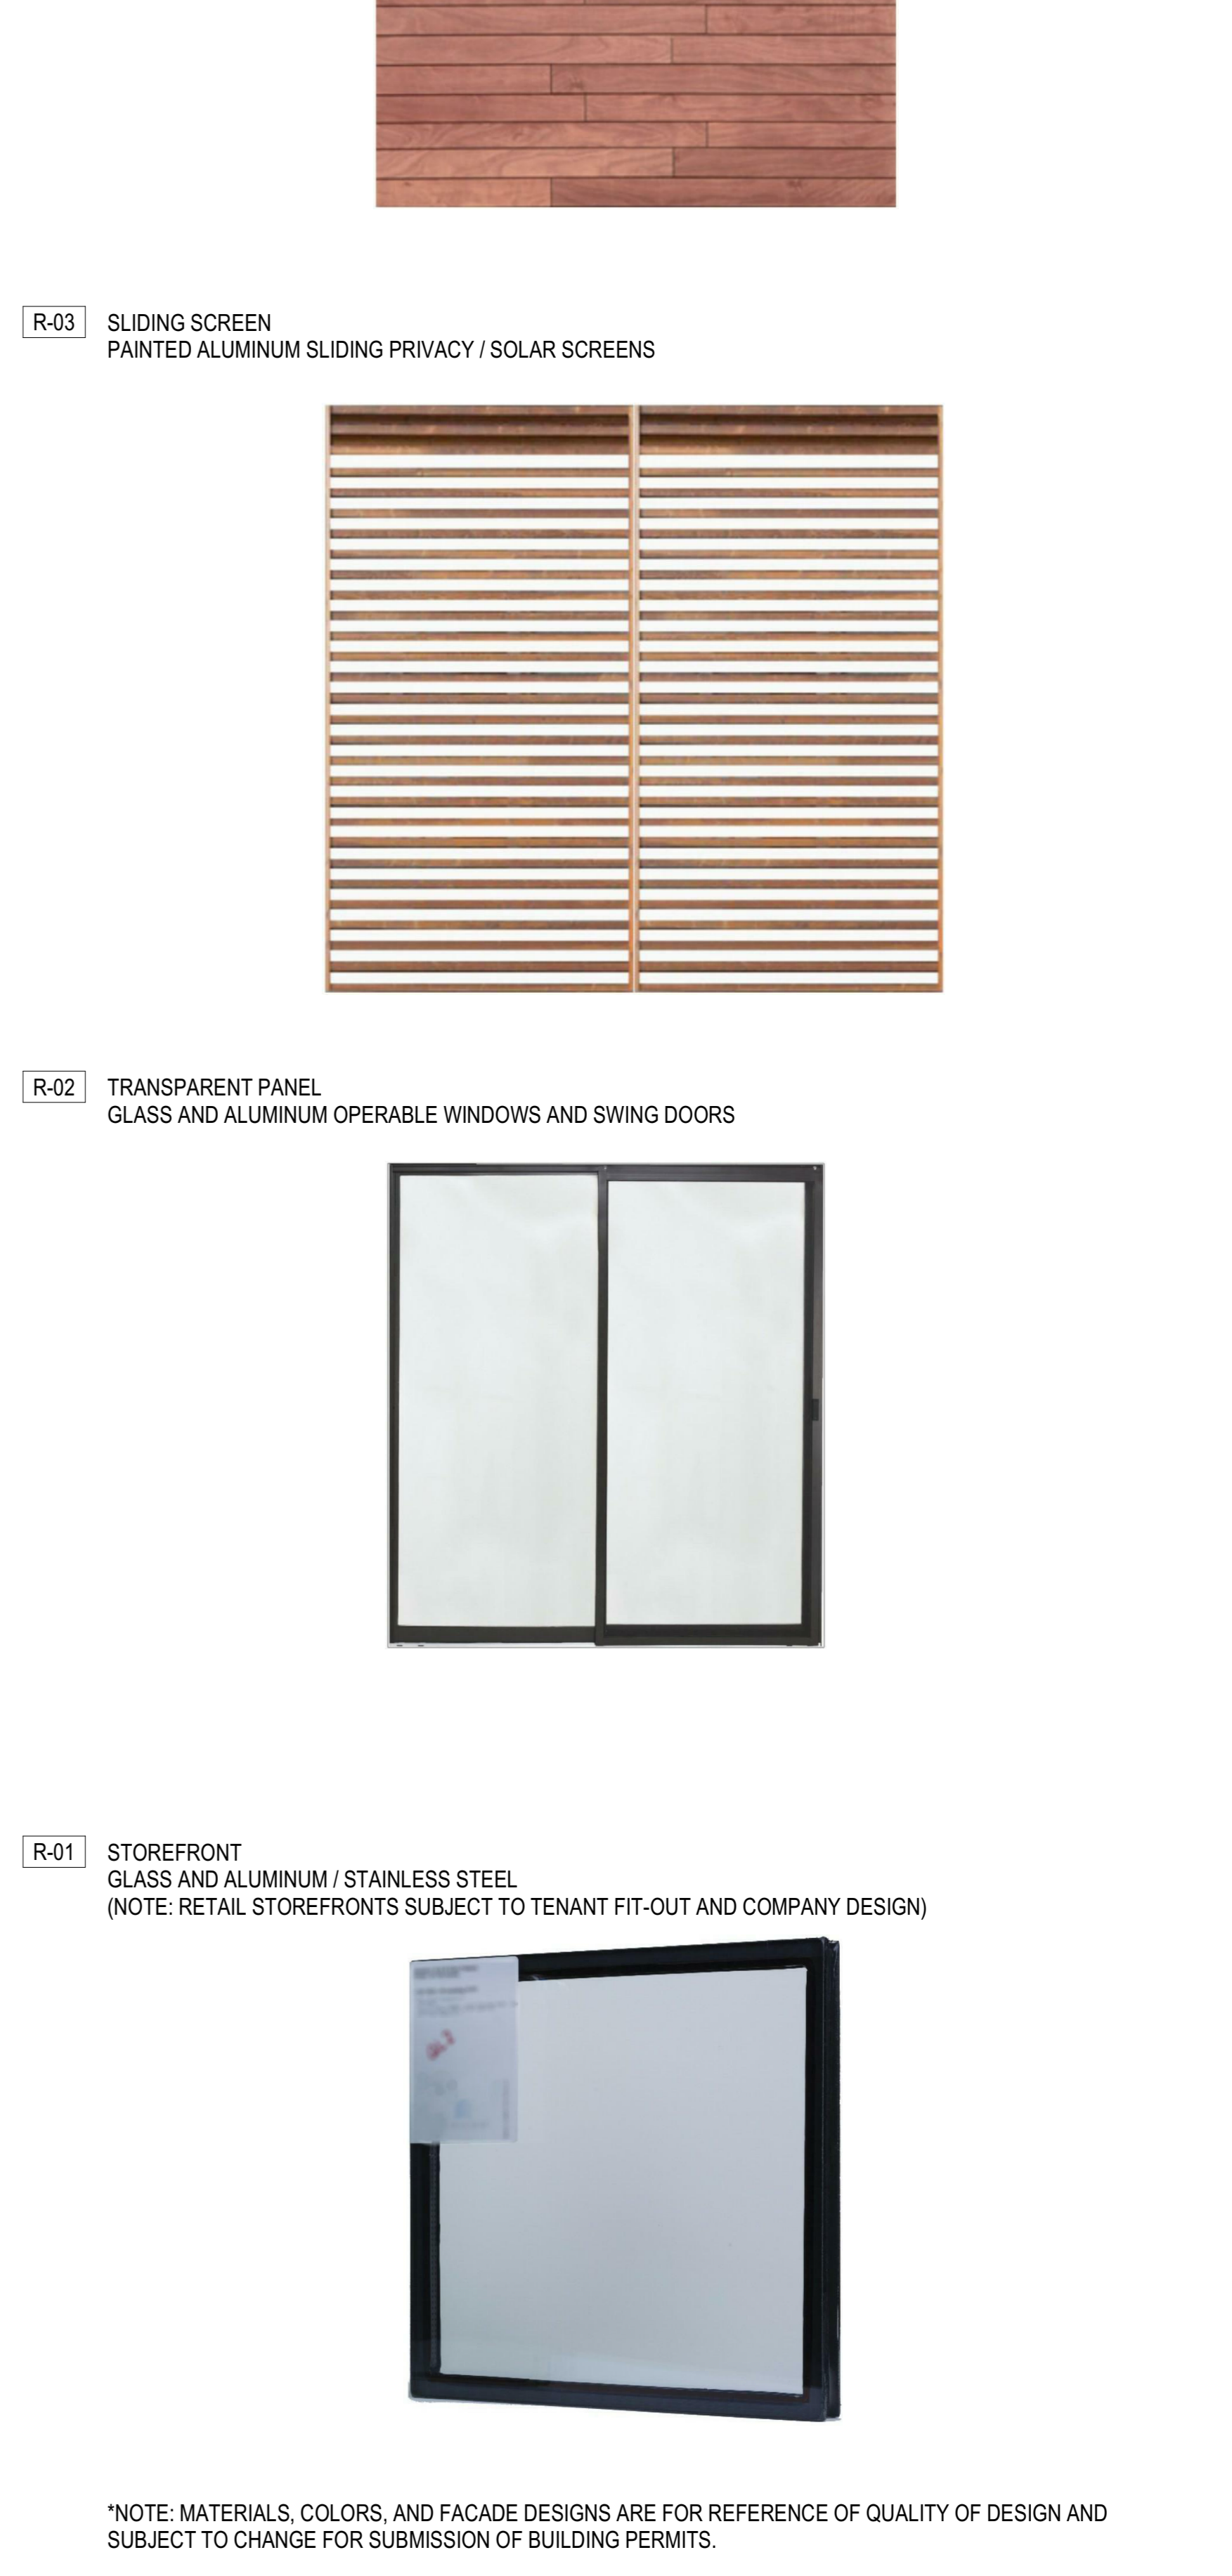 R-03
SLIDING SCREEN
PAINTED ALUMINUM SLIDING PRIVACY / SOLAR SCREENS
R-02
TRANSPARENT PANEL
GLASS AND ALUMINUM OPERABLE WINDOWS AND SWING DOORS
R-01
STOREFRONT
GLASS AND ALUMINUM / STAINLESS STEEL
(NOTE: RETAIL STOREFRONTS SUBJECT TO TENANT FIT-OUT AND COMPANY DESIGN)
*NOTE: MATERIALS, COLORS, AND FACADE DESIGNS ARE FOR REFERENCE OF QUALITY OF DESIGN AND
SUBJECT TO CHANGE FOR SUBMISSION OF BUILDING PERMITS.